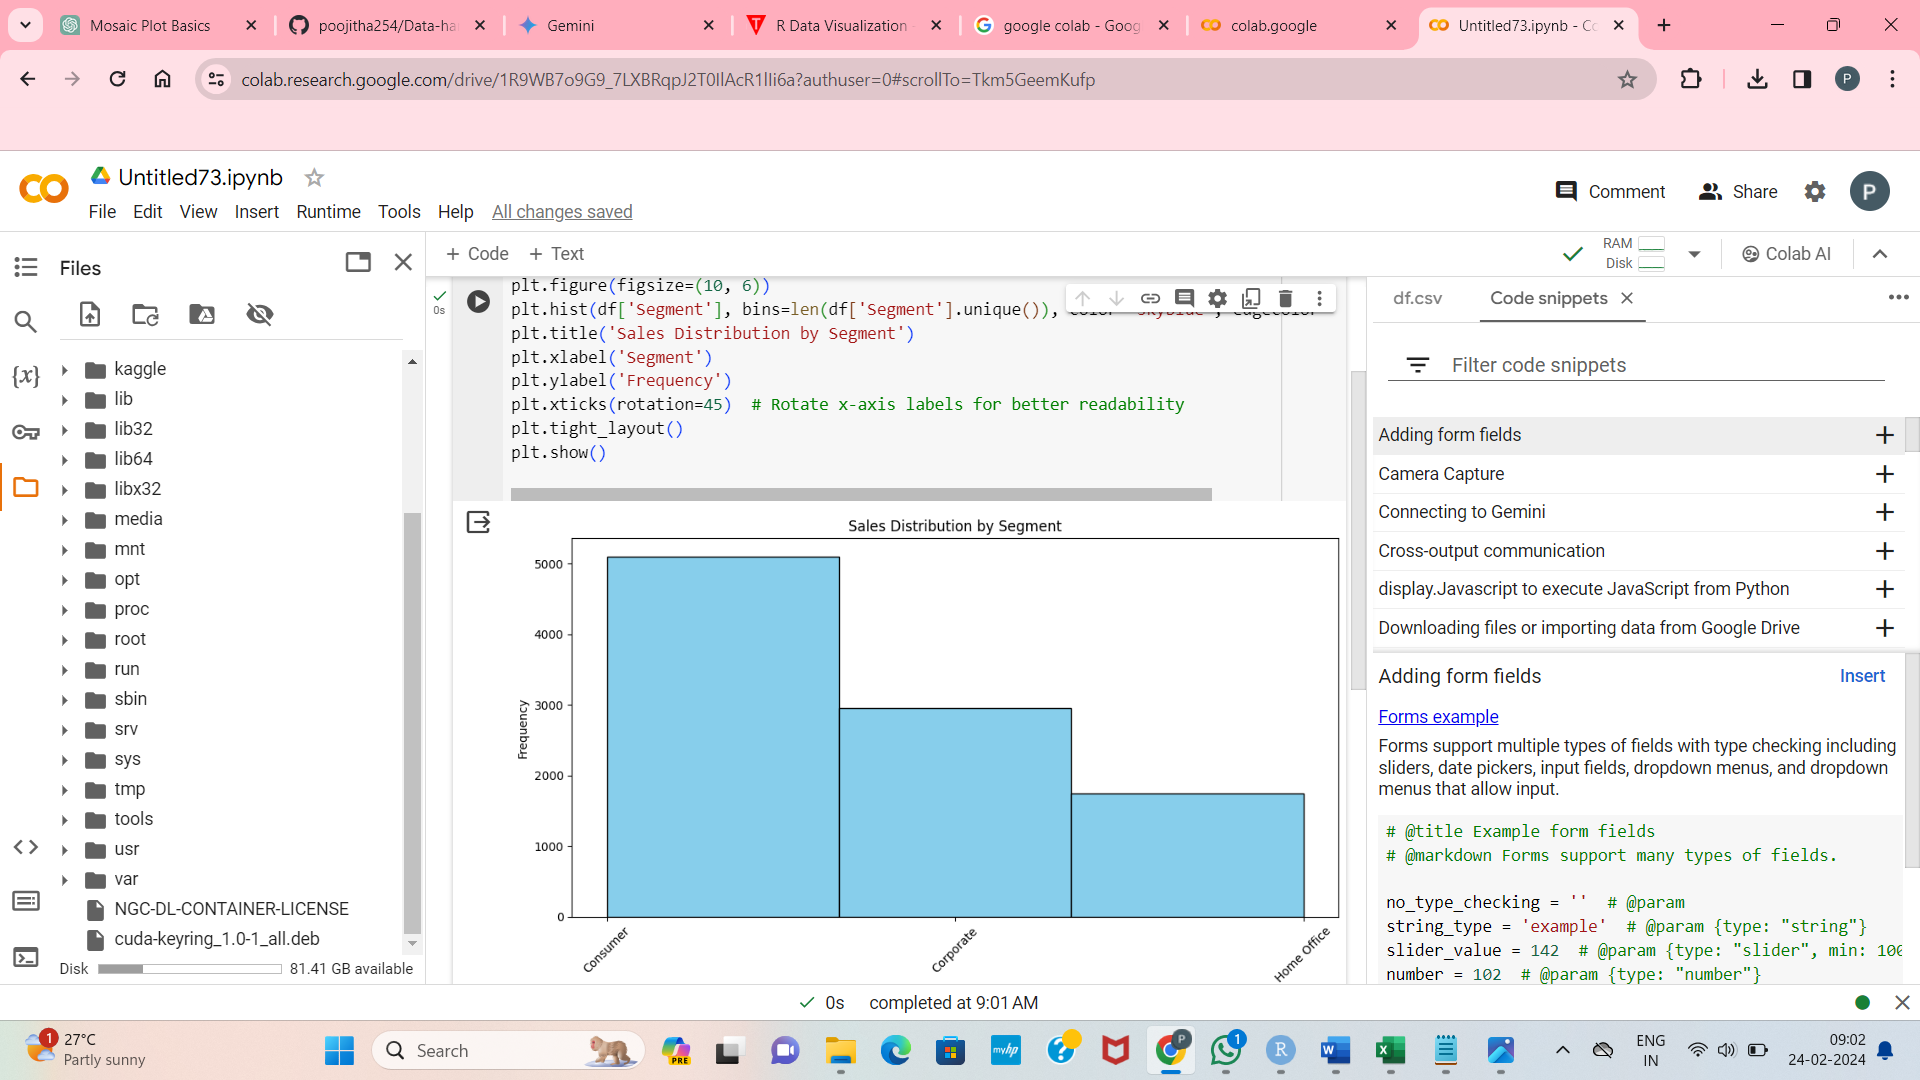 Mosaic Plot Basics
poojitha254/Data-ha
Gemini
R Data Visualization
google colab - Goog
colab.google
Untitled73.ipynb - Co
colab.research.google.com/drive/1R9WB7o9G9_7LXBRqpJ2T0IlAcR1lIi6a?authuser=0#scrollTo=Tkm5GeemKufp
P
Untitled73.ipynb
Comment
Share
P
File Edit View Insert Runtime Tools Help All changes saved
Files
+ Code + Text
RAM
Disk
Colab AI
kaggle
lib
lib32
lib64
libx32
media
mnt
opt
proc
root
run
sbin
srv
sys
tmp
tools
usr
var
NGC-DL-CONTAINER-LICENSE
cuda-keyring_1.0-1_all.deb
Disk 81.41 GB available
0s
plt.figure(figsize=(10, 6))
plt.hist(df['Segment'], bins=len(df['Segment'].unique()), color='skyblue', edgecolor
plt.title('Sales Distribution by Segment')
plt.xlabel('Segment')
plt.ylabel('Frequency')
plt.xticks(rotation=45) # Rotate x-axis labels for better readability
plt.tight_layout()
plt.show()
Sales Distribution by Segment
5000
4000
3000
2000
1000
0
Frequency
Consumer
Corporate
Home Office
df.csv
Code snippets
Filter code snippets
Adding form fields
Camera Capture
Connecting to Gemini
Cross-output communication
display.Javascript to execute JavaScript from Python
Downloading files or importing data from Google Drive
Adding form fields
Insert
Forms example
Forms support multiple types of fields with type checking including
sliders, date pickers, input fields, dropdown menus, and dropdown
menus that allow input.
# @title Example form fields
# @markdown Forms support many types of fields.
no_type_checking = '' # @param
string_type = 'example' # @param {type: "string"}
slider_value = 142 # @param {type: "slider", min: 100
number = 102 # @param {type: "number"}
0s completed at 9:01 AM
1
27°C
Partly sunny
Search
PRE
myhp
P
1
R
W
X
ENG
IN
09:02
24-02-2024